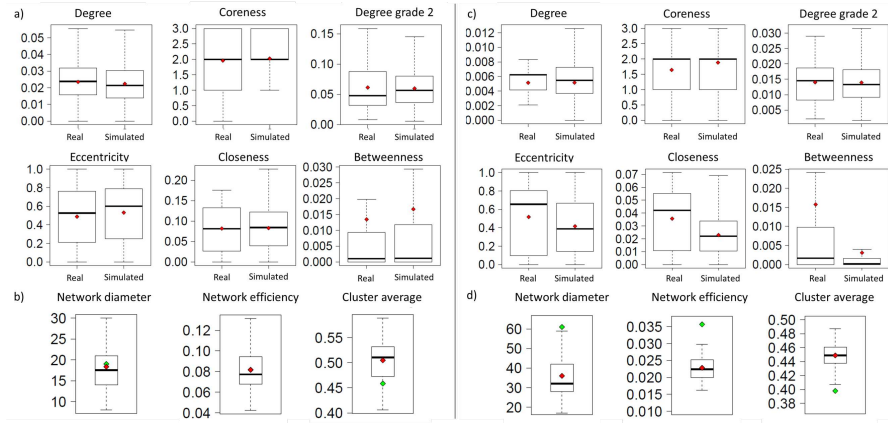 a)
Degree
Coreness
Degree grade 2
0.05
0.04
0.03
0.02
0.01
0.00
Real
Simulated
3.0
2.5
2.0
1.5
1.0
0.5
0.0
Real
Simulated
0.15
0.10
0.05
0.00
Real
Simulated
Eccentricity
Closeness
Betweenness
1.0
0.8
0.6
0.4
0.2
0.0
Real
Simulated
0.20
0.15
0.10
0.05
0.00
Real
Simulated
0.030
0.025
0.020
0.015
0.010
0.005
0.000
Real
Simulated
b)
Network diameter
Network efficiency
Cluster average
30
25
20
15
10
0.12
0.10
0.08
0.06
0.04
0.55
0.50
0.45
0.40
c)
Degree
Coreness
Degree grade 2
0.012
0.010
0.008
0.006
0.004
0.002
0.000
Real
Simulated
3.0
2.5
2.0
1.5
1.0
0.5
0.0
Real
Simulated
0.030
0.025
0.020
0.015
0.010
0.005
Real
Simulated
Eccentricity
Closeness
Betweenness
1.0
0.8
0.6
0.4
0.2
0.0
Real
Simulated
0.07
0.06
0.05
0.04
0.03
0.02
0.01
0.00
Real
Simulated
0.025
0.020
0.015
0.010
0.005
0.000
Real
Simulated
d)
Network diameter
Network efficiency
Cluster average
60
50
40
30
20
0.035
0.030
0.025
0.020
0.015
0.010
0.50
0.48
0.46
0.44
0.42
0.40
0.38